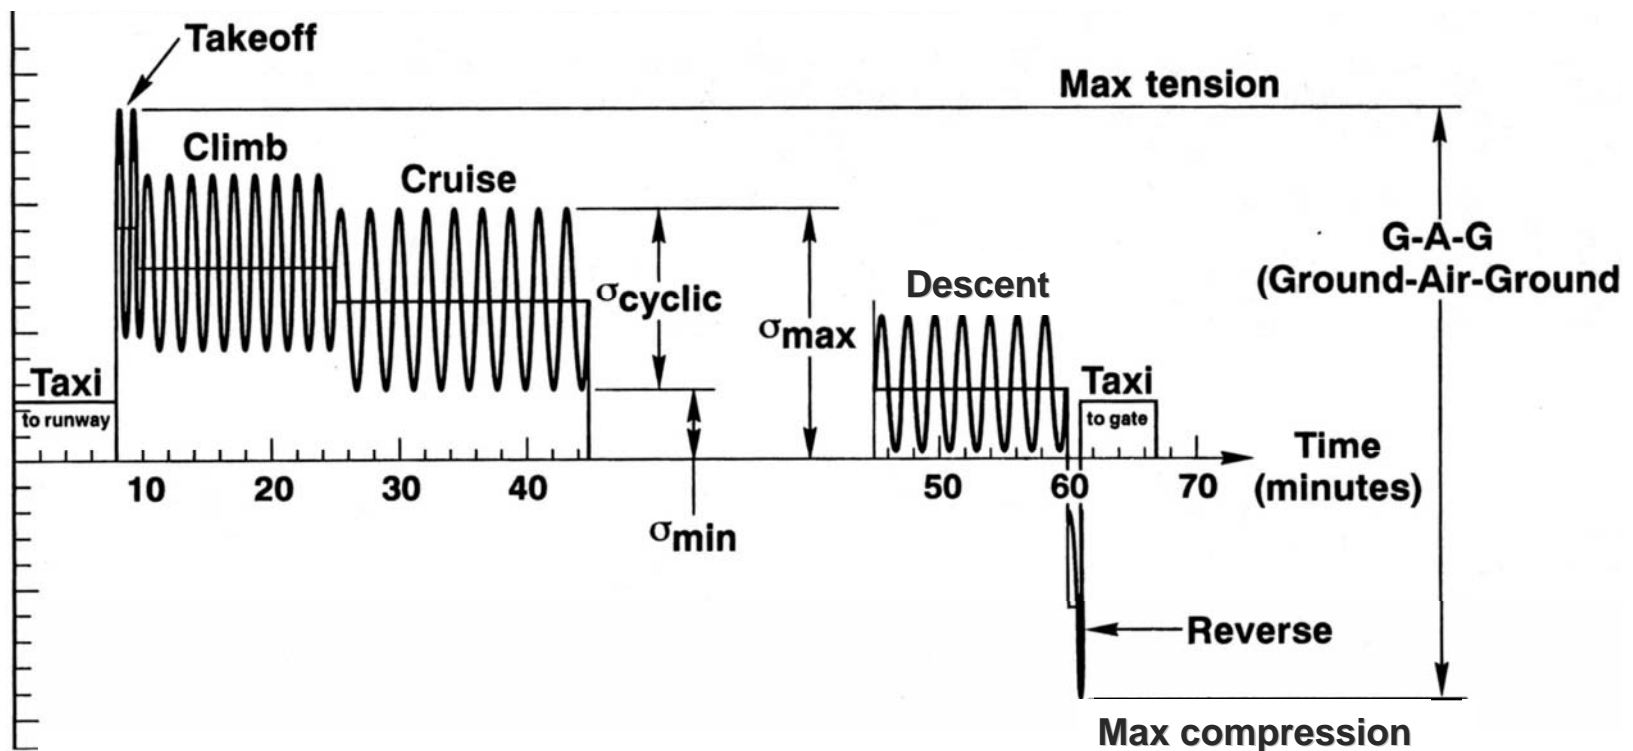 Takeoff
Max tension
Climb
Cruise
G-A-G
(Ground-Air-Ground
Descent
σcyclic
σmax
Taxi
to runway
Taxi
to gate
Time
(minutes)
10
20
30
40
50
60
70
σmin
Reverse
Max compression